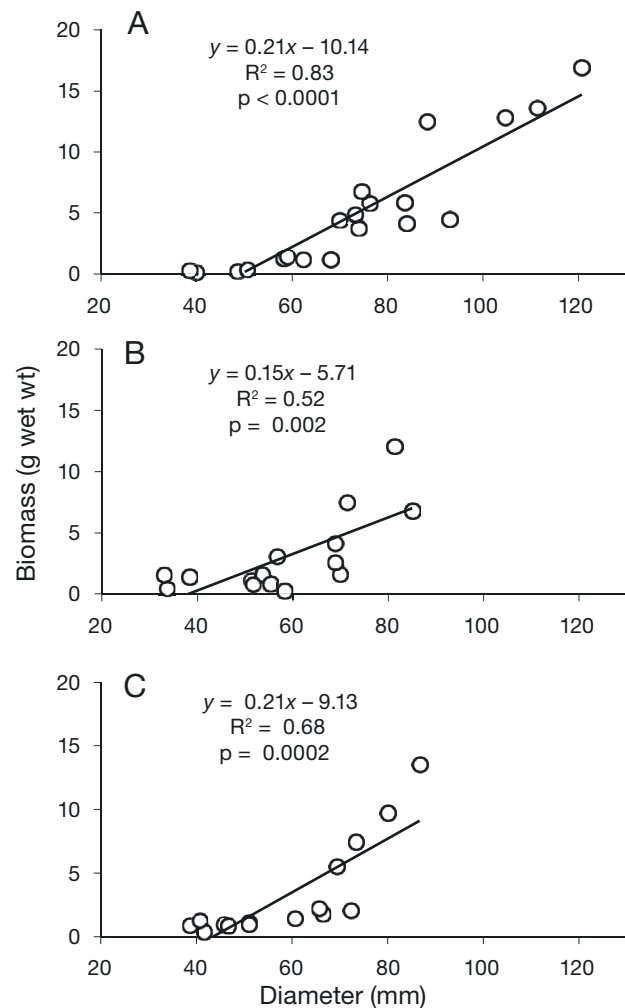 A
y = 0.21x – 10.14
R² = 0.83
p < 0.0001
20
15
10
5
0
20 40 60 80 100 120
B
y = 0.15x – 5.71
R² = 0.52
p = 0.002
20
15
10
5
0
20 40 60 80 100 120
Biomass (g wet wt)
C
y = 0.21x – 9.13
R² = 0.68
p = 0.0002
20
15
10
5
0
20 40 60 80 100 120
Diameter (mm)